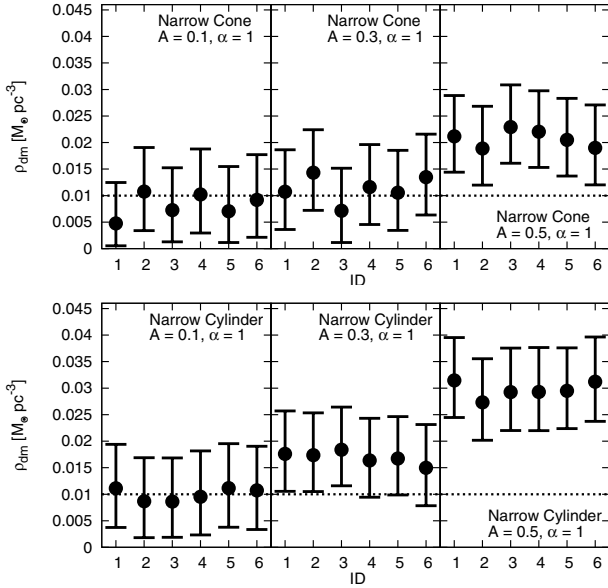 0.045
0.04
0.035
0.03
0.025
0.02
0.015
0.01
0.005
0
ρdm [M⊙ pc-3]
Narrow Cone
A = 0.1, α = 1
Narrow Cone
A = 0.3, α = 1
Narrow Cone
A = 0.5, α = 1
1 2 3 4 5 6 1 2 3 4 5 6 1 2 3 4 5 6
ID
0.045
0.04
0.035
0.03
0.025
0.02
0.015
0.01
0.005
0
ρdm [M⊙ pc-3]
Narrow Cylinder
A = 0.1, α = 1
Narrow Cylinder
A = 0.3, α = 1
Narrow Cylinder
A = 0.5, α = 1
1 2 3 4 5 6 1 2 3 4 5 6 1 2 3 4 5 6
ID